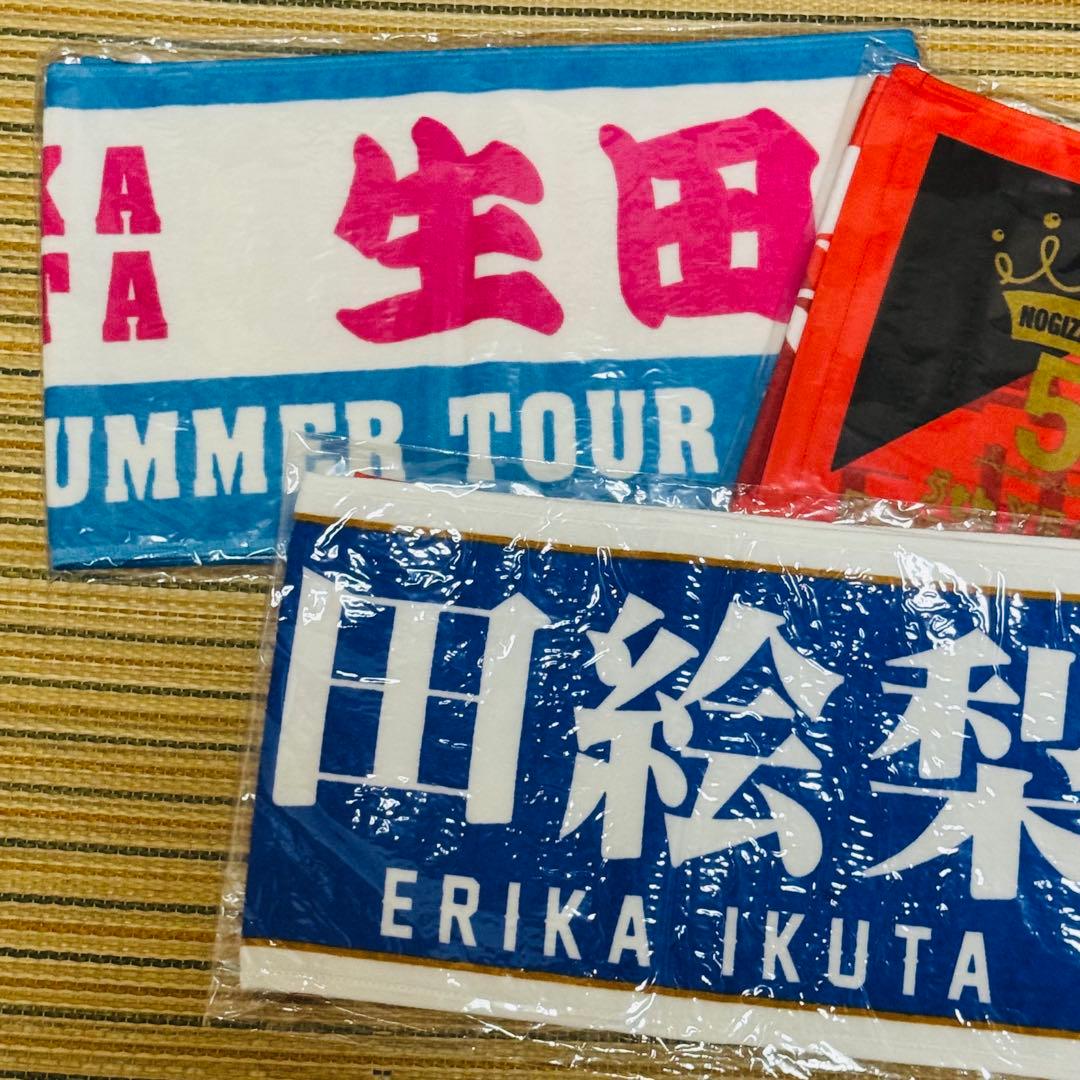 KA 生田
TA
UMMER TOUR
NOGIZ
5
田絵梨
ERIKA IKUTA